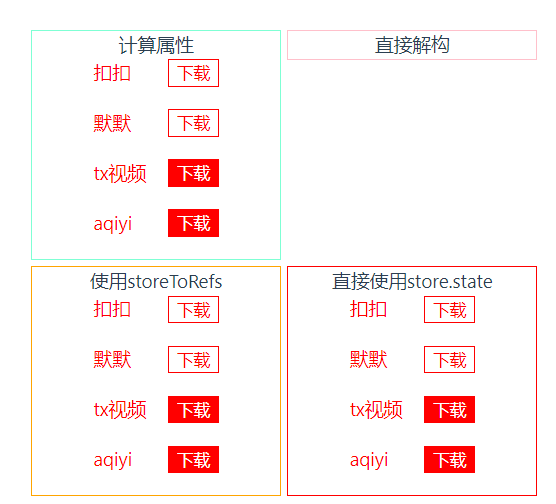 计算属性
扣扣 下载
默默 下载
tx视频 下载
aqiyi 下载
直接解构
使用storeToRefs
扣扣 下载
默默 下载
tx视频 下载
aqiyi 下载
直接使用store.state
扣扣 下载
默默 下载
tx视频 下载
aqiyi 下载